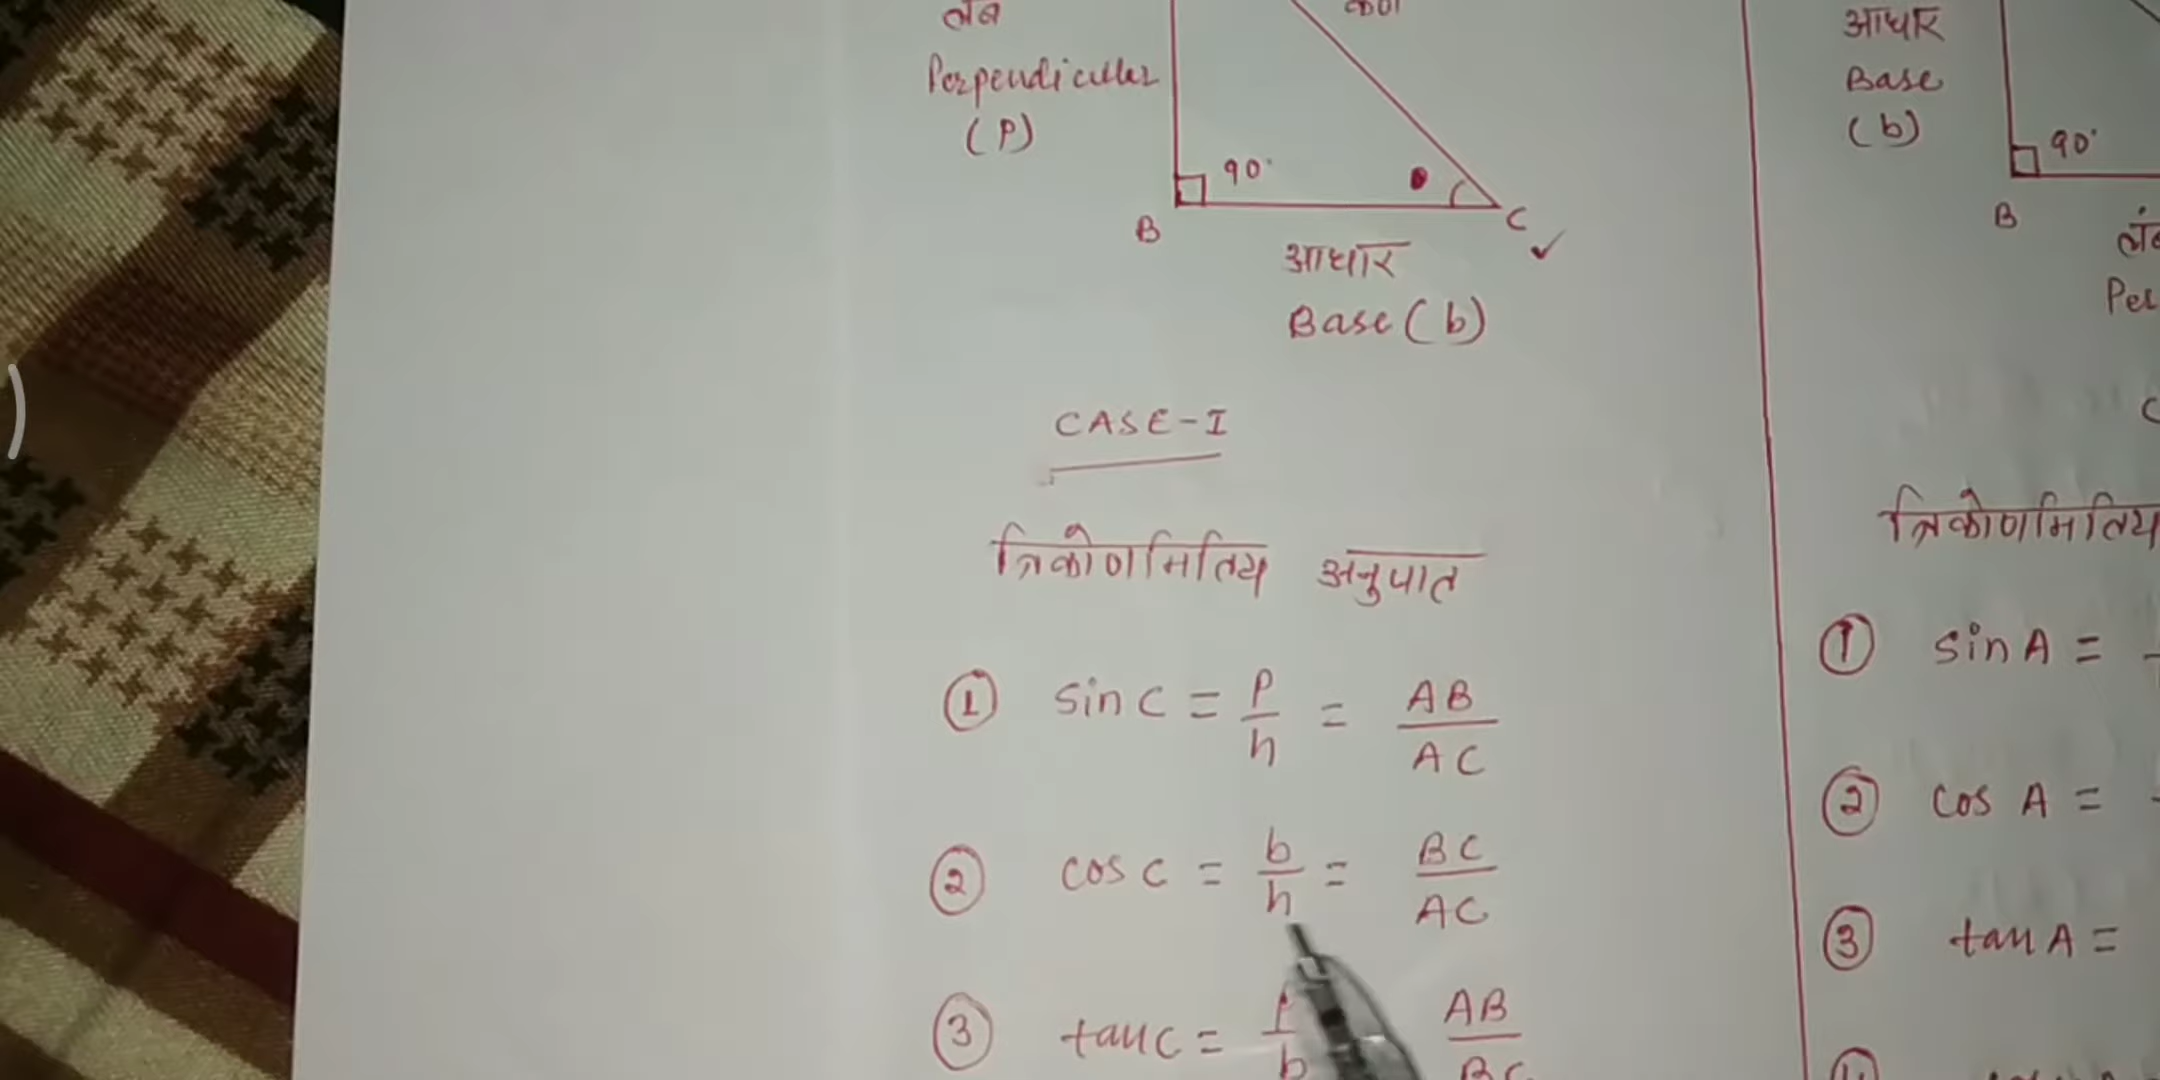 लंब
Perpendicular
(P)
90°
B
C ✓
आधार
Base (b)
CASE-I
त्रिकोणमितिय अनुपात
① sin C = P/h = AB/AC
② cos C = b/h = BC/AC
③ tan C = P/b AB/BC
आधार
Base
(b)
90°
B
त्रिकोणमितिय
① sin A =
② cos A =
③ tan A =